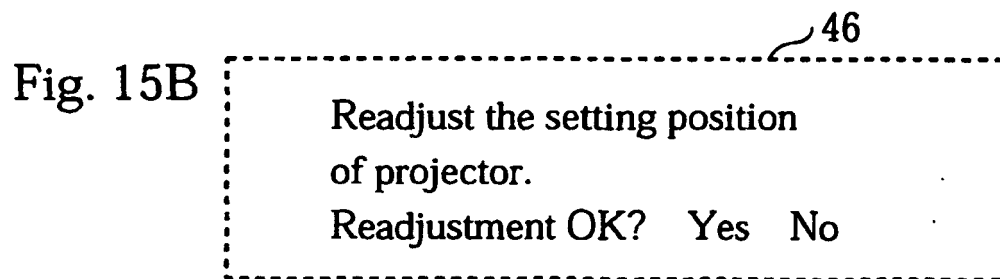 46
Fig. 15B
Readjust the setting position
of projector.
Readjustment OK? Yes No